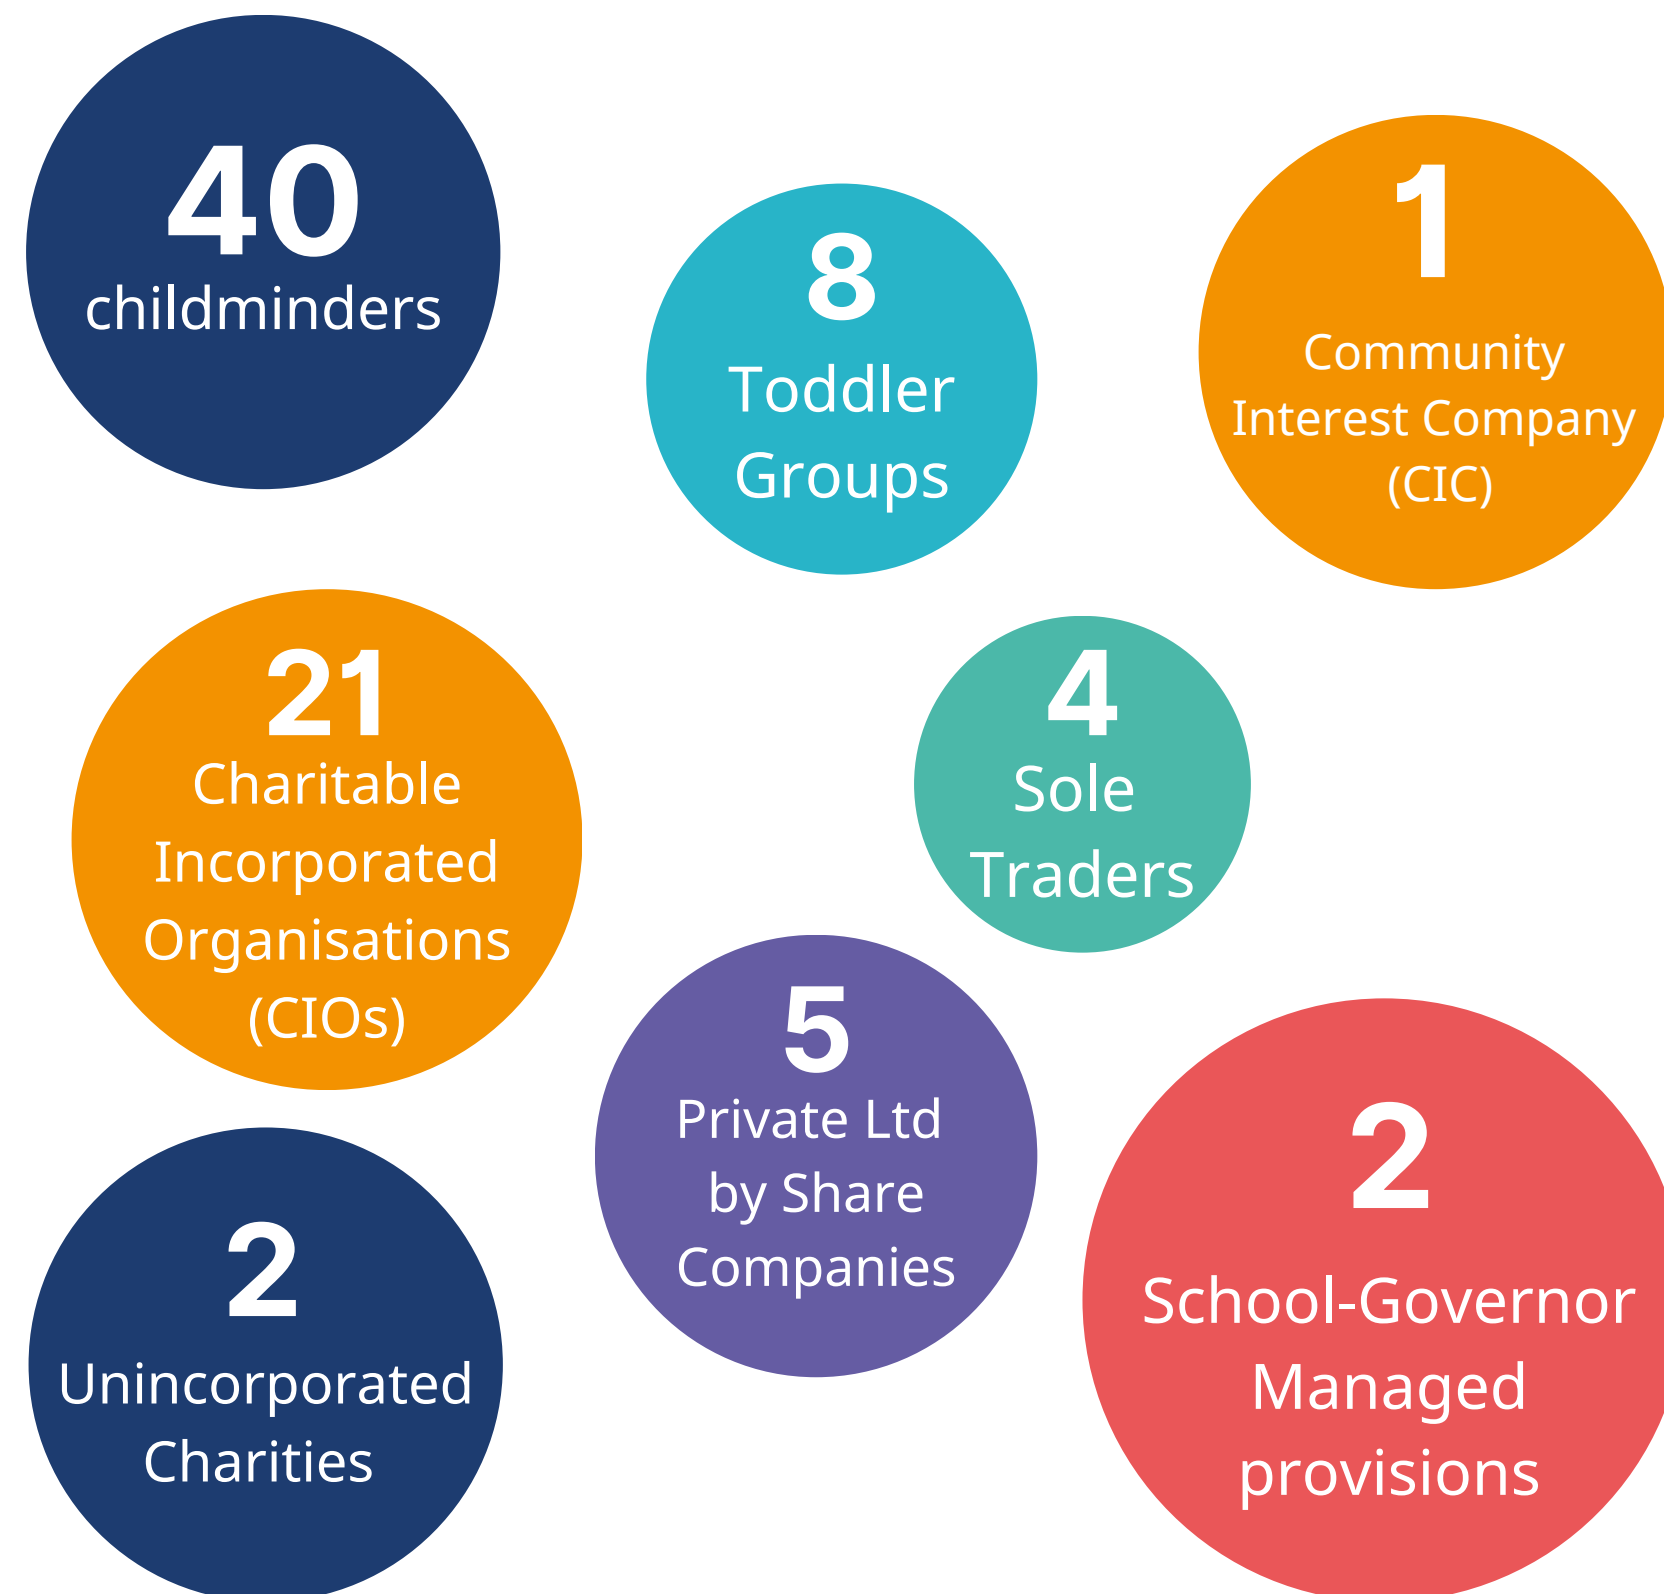 40
childminders
8
Toddler
Groups
1
Community
Interest Company
(CIC)
21
Charitable
Incorporated
Organisations
(CIOs)
4
Sole
Traders
5
Private Ltd
by Share
Companies
2
Unincorporated
Charities
2
School-Governor
Managed
provisions